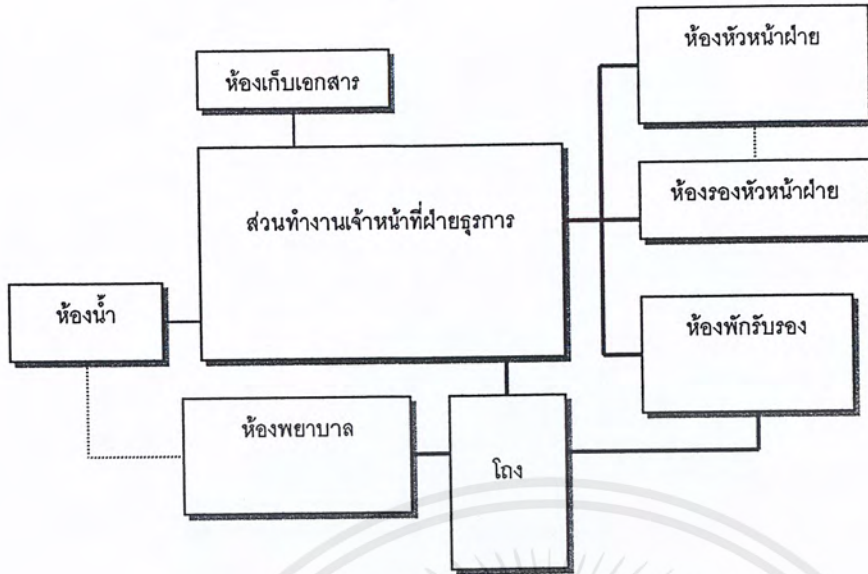 ห้องหัวหน้าฝ่าย
ห้องเก็บเอกสาร
ห้องรองหัวหน้าฝ่าย
ส่วนทำงานเจ้าหน้าที่ฝ่ายธุรการ
ห้องน้ำ
ห้องพักรับรอง
ห้องพยาบาล
โถง